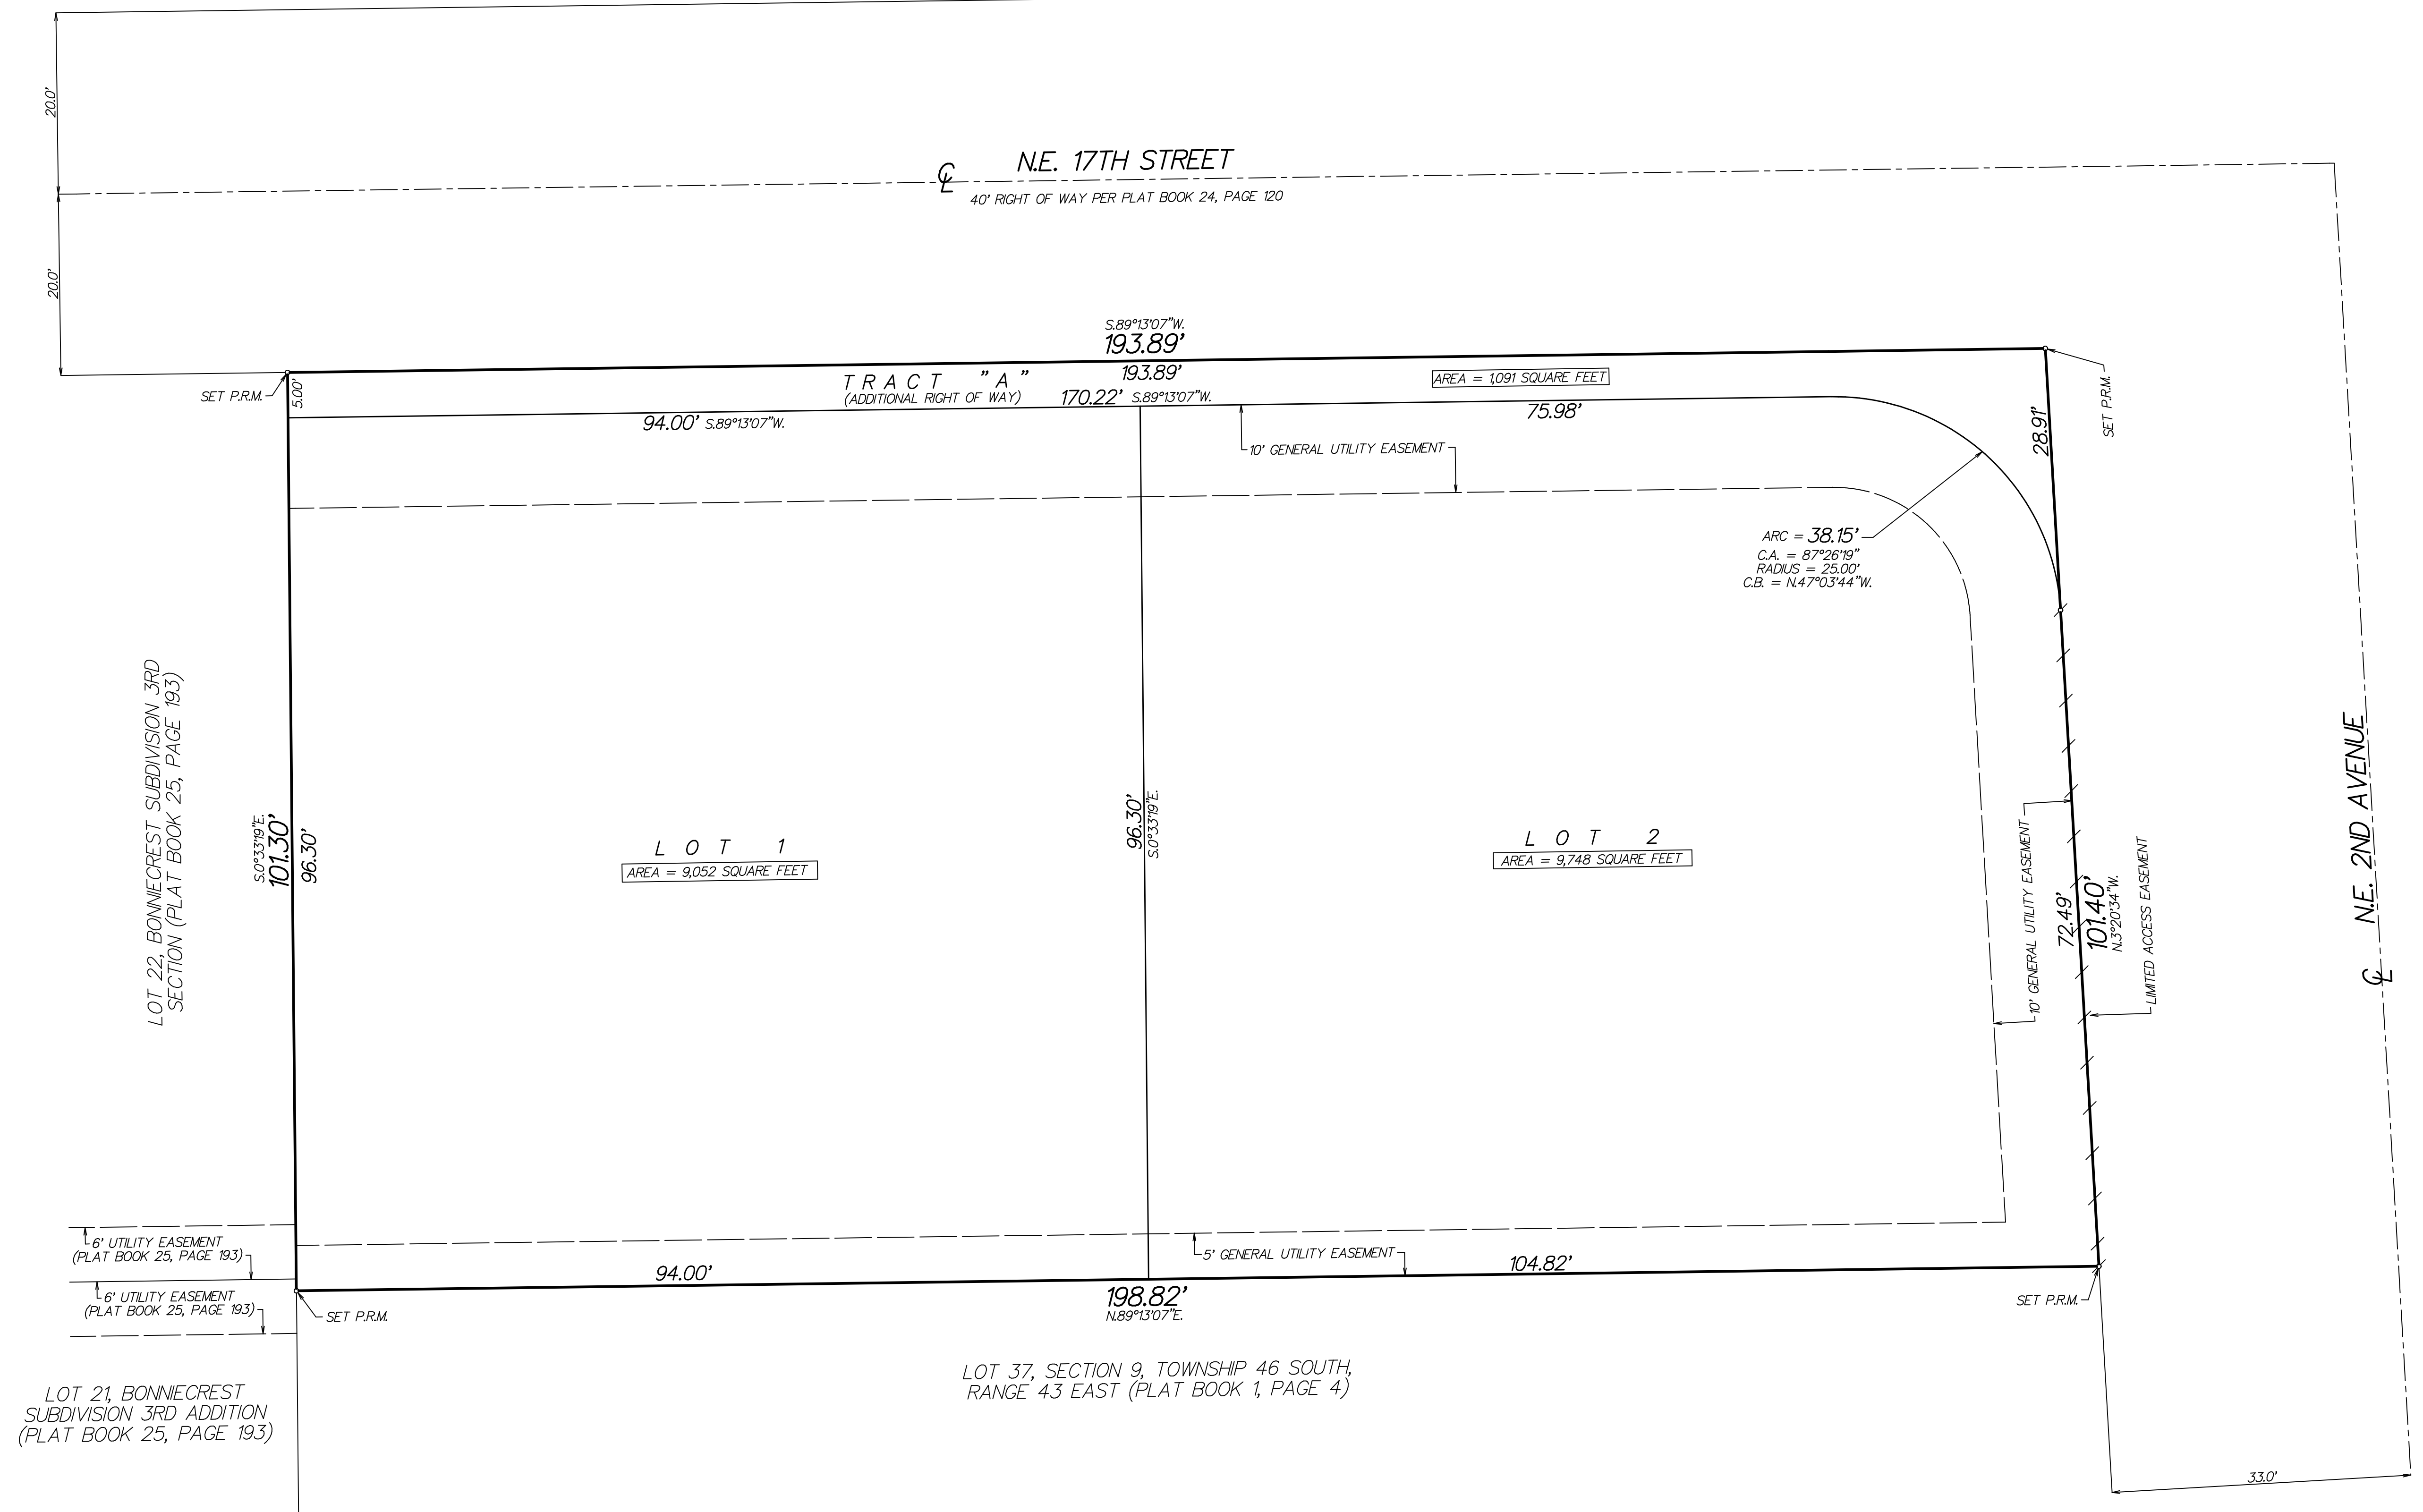 20.0'
20.0'
℄
N.E. 17TH STREET
40' RIGHT OF WAY PER PLAT BOOK 24, PAGE 120
S.89°13'07"W.
193.89'
193.89'
SET P.R.M.
5.00'
T R A C T "A"
(ADDITIONAL RIGHT OF WAY)
170.22' S.89°13'07"W.
AREA = 1,091 SQUARE FEET
94.00' S.89°13'07"W.
75.98'
28.91'
SET P.R.M.
10' GENERAL UTILITY EASEMENT
ARC = 38.15'
C.A. = 87°26'19"
RADIUS = 25.00'
C.B. = N.47°03'44"W.
LOT 22, BONNIECREST SUBDIVISION 3RD
SECTION (PLAT BOOK 25, PAGE 193)
S.0°33'19"E.
101.30'
96.30'
L O T 1
AREA = 9,052 SQUARE FEET
96.30'
S.0°33'19"E.
L O T 2
AREA = 9,748 SQUARE FEET
10' GENERAL UTILITY EASEMENT
72.49'
101.40'
N.3°20'34"W.
LIMITED ACCESS EASEMENT
N.E. 2ND AVENUE
℄
6' UTILITY EASEMENT
(PLAT BOOK 25, PAGE 193)
6' UTILITY EASEMENT
(PLAT BOOK 25, PAGE 193)
SET P.R.M.
94.00'
5' GENERAL UTILITY EASEMENT
104.82'
198.82'
N.89°13'07"E.
SET P.R.M.
LOT 21, BONNIECREST
SUBDIVISION 3RD ADDITION
(PLAT BOOK 25, PAGE 193)
LOT 37, SECTION 9, TOWNSHIP 46 SOUTH,
RANGE 43 EAST (PLAT BOOK 1, PAGE 4)
33.0'